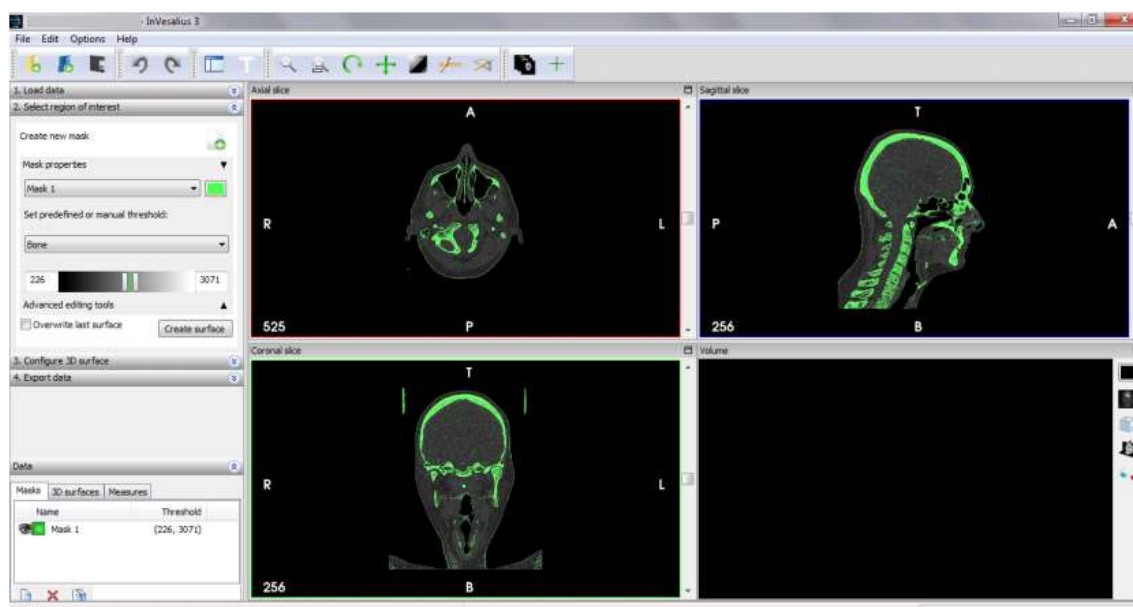 - InVesalius 3
File Edit Options Help
1. Load data
2. Select region of interest
Create new mask
Mask properties
Mask 1
Set predefined or manual threshold:
Bone
226 3071
Advanced editing tools
Overwrite last surface Create surface
3. Configure 3D surface
4. Export data
Data
Masks 3D surfaces Measures
Name Threshold
Mask 1 (226, 3071)
Axial slice
A
R L
525 P
Sagittal slice
T
P A
256 B
Coronal slice
T
R L
256 B
Volume